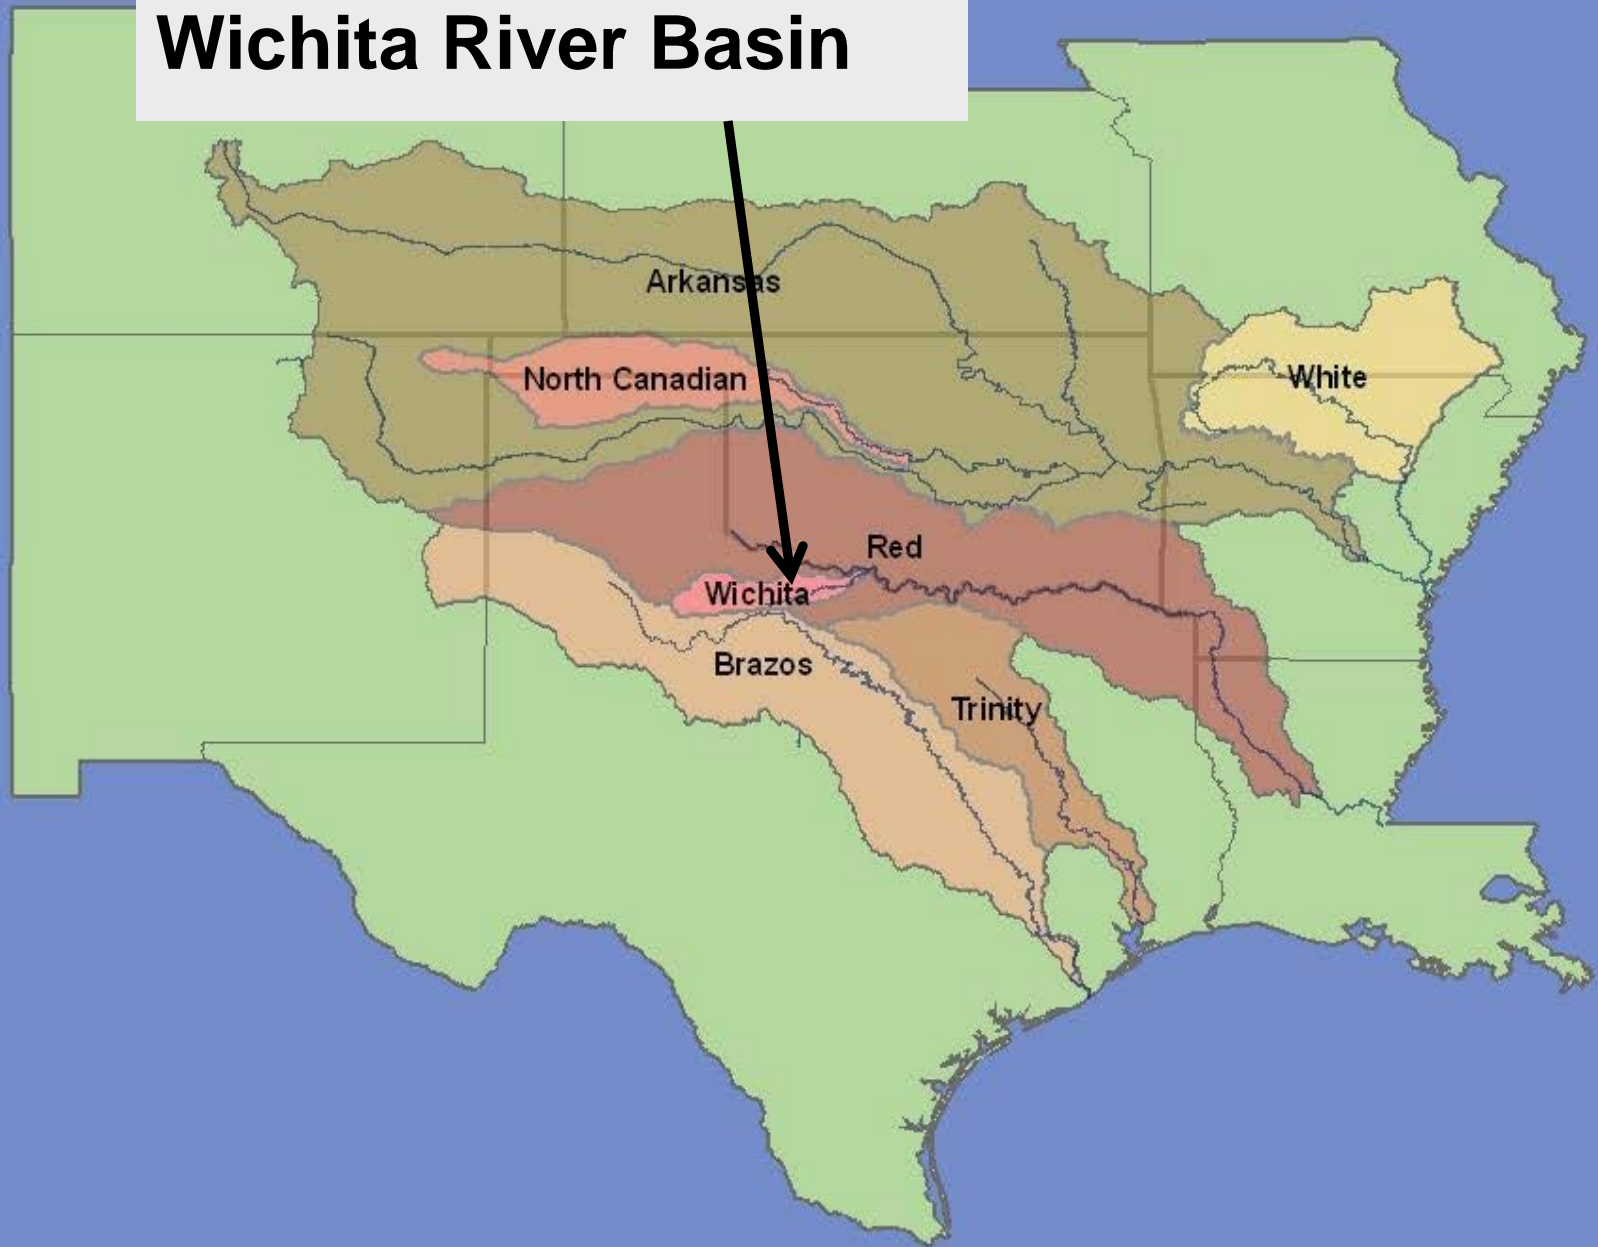 Wichita River Basin
Arkansas
North Canadian
White
Red
Wichita
Brazos
Trinity